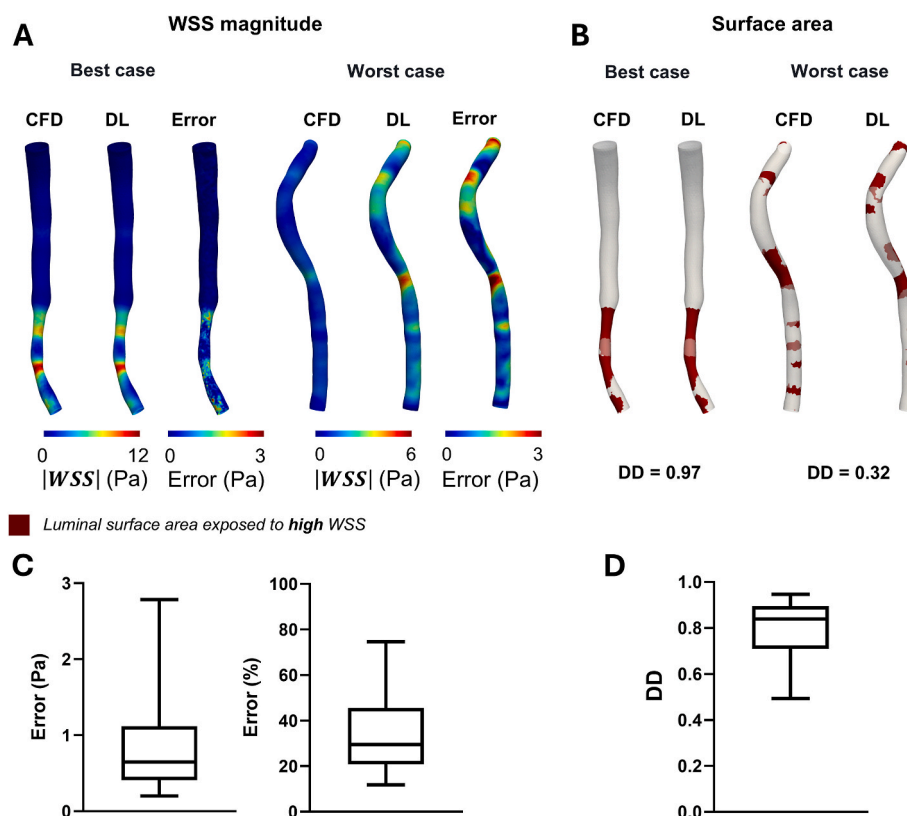 A
WSS magnitude
B
Surface area
Best case
Worst case
Best case
Worst case
CFD
DL
Error
CFD
DL
Error
CFD
DL
CFD
DL
0
12
0
3
0
6
0
3
|WSS| (Pa)
Error (Pa)
|WSS| (Pa)
Error (Pa)
DD = 0.97
DD = 0.32
Luminal surface area exposed to high WSS
C
D
Error (Pa)
3
2
1
0
Error (%)
100
80
60
40
20
0
DD
1.0
0.8
0.6
0.4
0.2
0.0